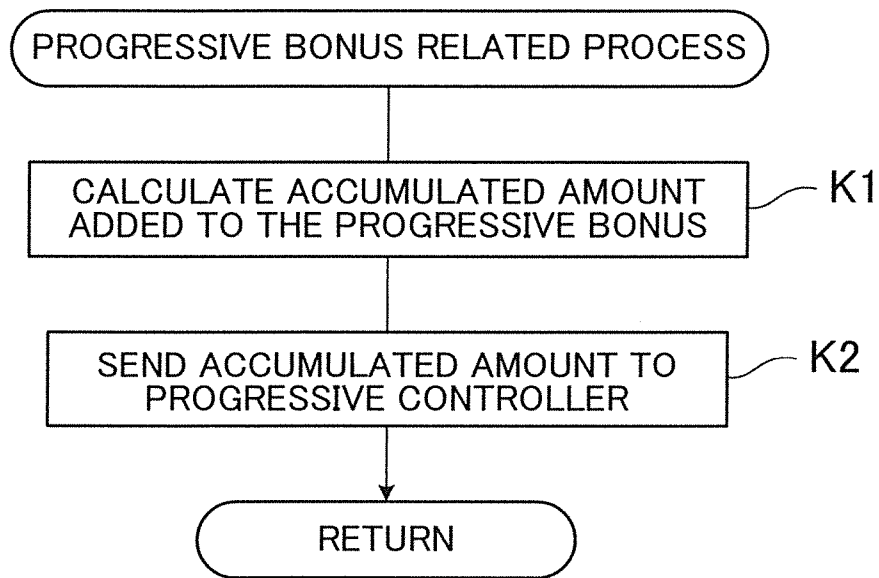 PROGRESSIVE BONUS RELATED PROCESS
CALCULATE ACCUMULATED AMOUNT
ADDED TO THE PROGRESSIVE BONUS
K1
SEND ACCUMULATED AMOUNT TO
PROGRESSIVE CONTROLLER
K2
RETURN